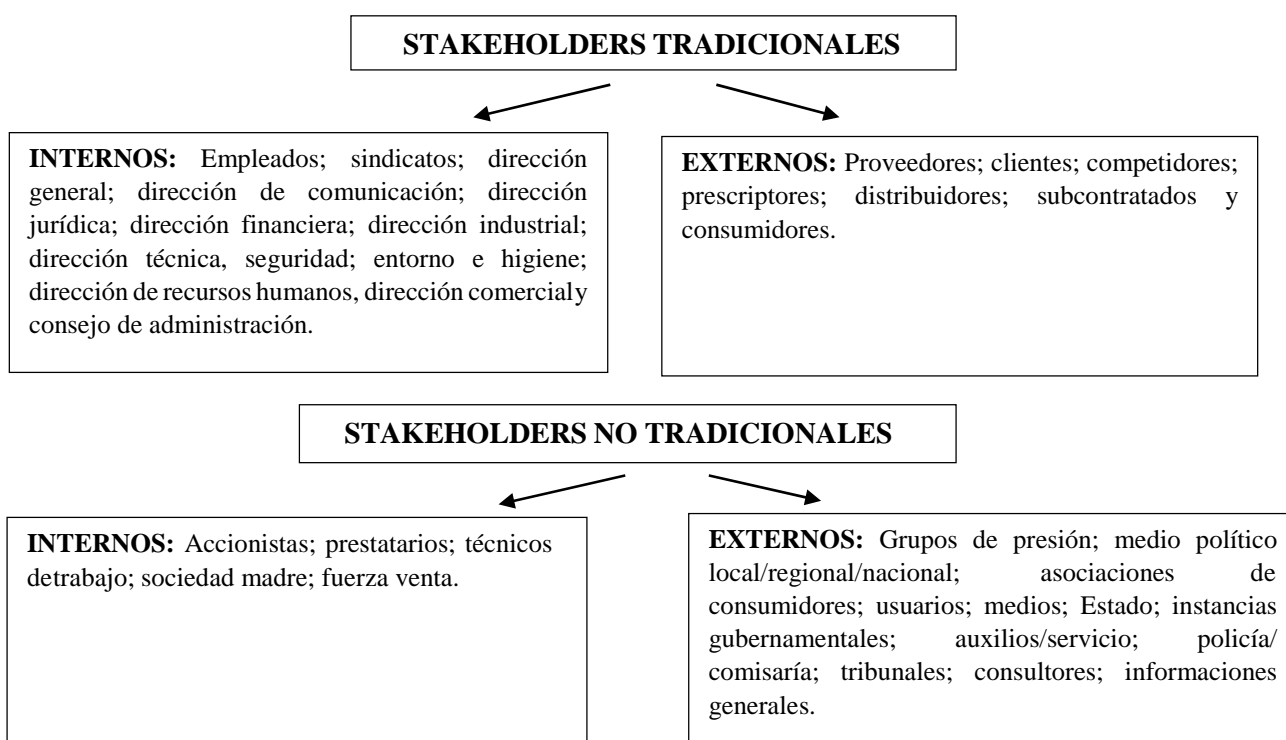 STAKEHOLDERS TRADICIONALES
INTERNOS: Empleados; sindicatos; dirección
general; dirección de comunicación; dirección
jurídica; dirección financiera; dirección industrial;
dirección técnica, seguridad; entorno e higiene;
dirección de recursos humanos, dirección comercialy
consejo de administración.
EXTERNOS: Proveedores; clientes; competidores;
prescriptores; distribuidores; subcontratados y
consumidores.
STAKEHOLDERS NO TRADICIONALES
INTERNOS: Accionistas; prestatarios; técnicos
detrabajo; sociedad madre; fuerza venta.
EXTERNOS: Grupos de presión; medio político
local/regional/nacional; asociaciones de
consumidores; usuarios; medios; Estado; instancias
gubernamentales; auxilios/servicio; policía/
comisaría; tribunales; consultores; informaciones
generales.